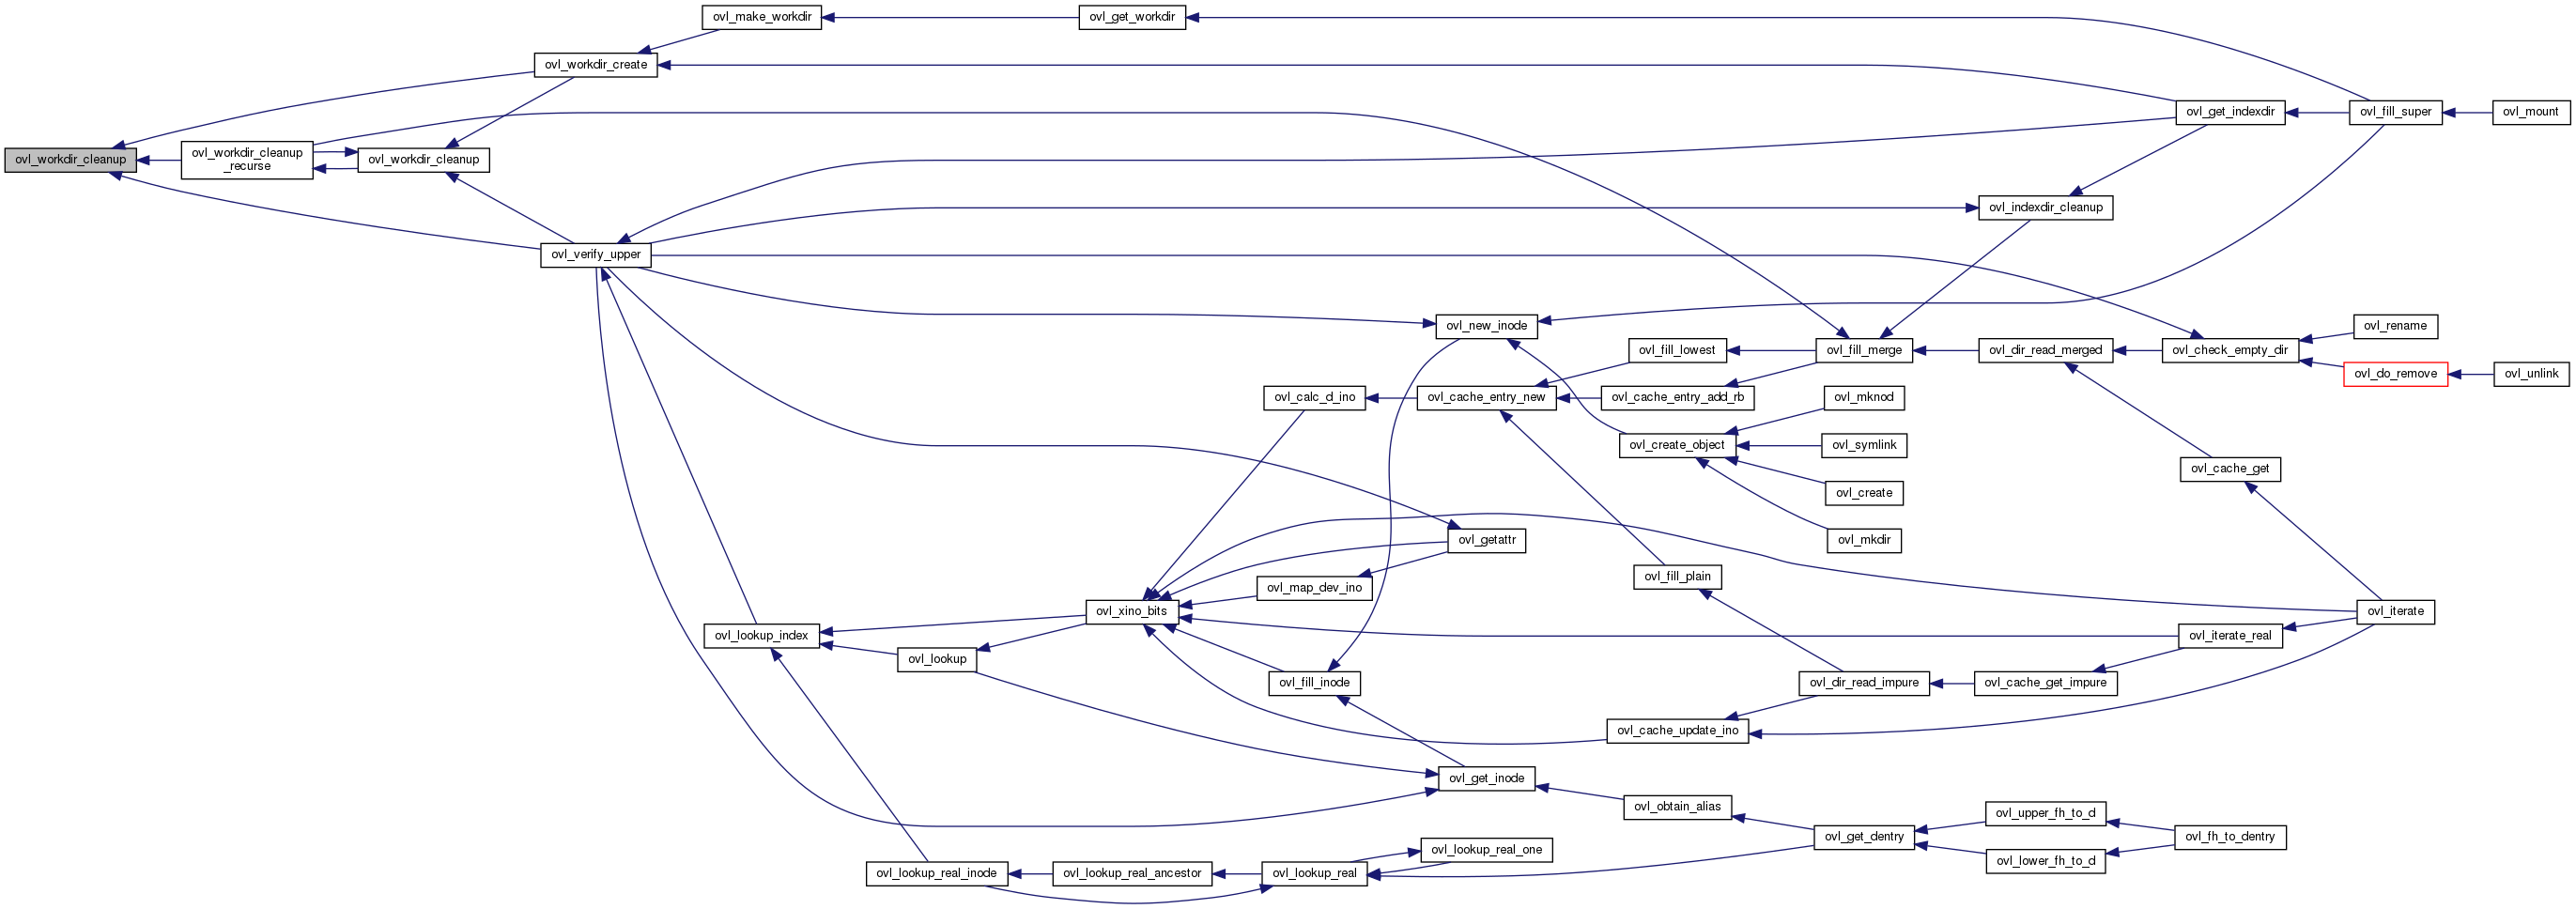 ovl_make_workdir
ovl_get_workdir
ovl_workdir_create
ovl_get_indexdir
ovl_fill_super
ovl_mount
ovl_workdir_cleanup
ovl_workdir_cleanup
_recurse
ovl_workdir_cleanup
ovl_indexdir_cleanup
ovl_verify_upper
ovl_new_inode
ovl_rename
ovl_fill_lowest
ovl_fill_merge
ovl_dir_read_merged
ovl_check_empty_dir
ovl_do_remove
ovl_unlink
ovl_calc_d_ino
ovl_cache_entry_new
ovl_cache_entry_add_rb
ovl_mknod
ovl_create_object
ovl_symlink
ovl_cache_get
ovl_create
ovl_getattr
ovl_mkdir
ovl_fill_plain
ovl_map_dev_ino
ovl_xino_bits
ovl_iterate
ovl_lookup_index
ovl_iterate_real
ovl_lookup
ovl_fill_inode
ovl_dir_read_impure
ovl_cache_get_impure
ovl_cache_update_ino
ovl_get_inode
ovl_obtain_alias
ovl_upper_fh_to_d
ovl_get_dentry
ovl_fh_to_dentry
ovl_lookup_real_one
ovl_lower_fh_to_d
ovl_lookup_real_inode
ovl_lookup_real_ancestor
ovl_lookup_real